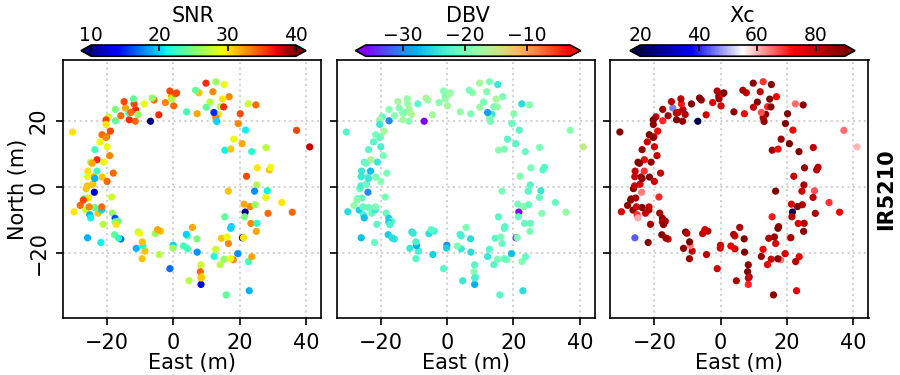 SNR DBV Xc
10 20 30 40 −30 −20 −10 20 40 60 80
North (m)
20
0
−20
−20 0 20 40 −20 0 20 40 −20 0 20 40
East (m) East (m) East (m)
IR5210